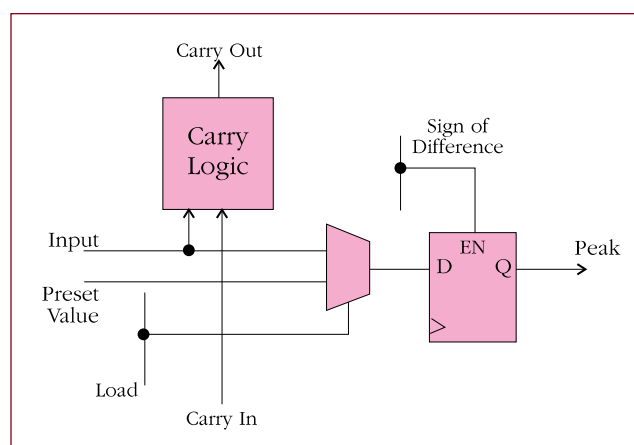 Carry Out
Carry
Logic
Sign of
Difference
Input
EN
Peak
D
Q
Preset
Value
Load
Carry In